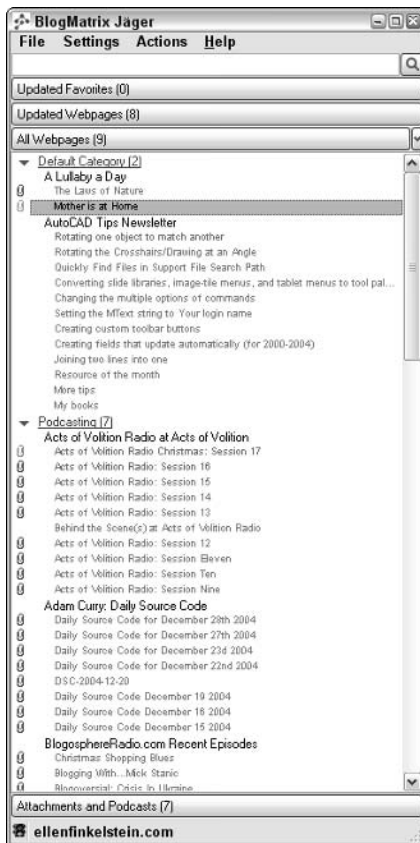 BlogMatrix Jäger
File Settings Actions Help
Updated Favorites (0)
Updated Webpages (8)
All Webpages (9)
Default Category (2)
A Lullaby a Day
The Laws of Nature
Mother is at Home
AutoCAD Tips Newsletter
Rotating one object to match another
Rotating the Crosshairs/Drawing at an Angle
Quickly Find Files in Support File Search Path
Converting slide libraries, image-tile menus, and tablet menus to tool pal...
Changing the multiple options of commands
Setting the MText string to Your login name
Creating custom toolbar buttons
Creating fields that update automatically (for 2000-2004)
Joining two lines into one
Resource of the month
More tips
My books
Podcasting (7)
Acts of Volition Radio at Acts of Volition
Acts of Volition Radio Christmas: Session 17
Acts of Volition Radio: Session 16
Acts of Volition Radio: Session 15
Acts of Volition Radio: Session 14
Acts of Volition Radio: Session 13
Behind the Scene(s) at Acts of Volition Radio
Acts of Volition Radio: Session 12
Acts of Volition Radio: Session Eleven
Acts of Volition Radio: Session Ten
Acts of Volition Radio: Session Nine
Adam Curry: Daily Source Code
Daily Source Code for December 28th 2004
Daily Source Code for December 27th 2004
Daily Source Code for December 23d 2004
Daily Source Code for December 22nd 2004
DSC-2004-12-20
Daily Source Code December 19 2004
Daily Source Code December 16 2004
Daily Source Code December 15 2004
BlogosphereRadio.com Recent Episodes
Christmas Shopping Blues
Blogging With...Mick Stanic
Blogoversial: Crisis In Ukraine
Attachments and Podcasts (7)
ellenfinkelstein.com